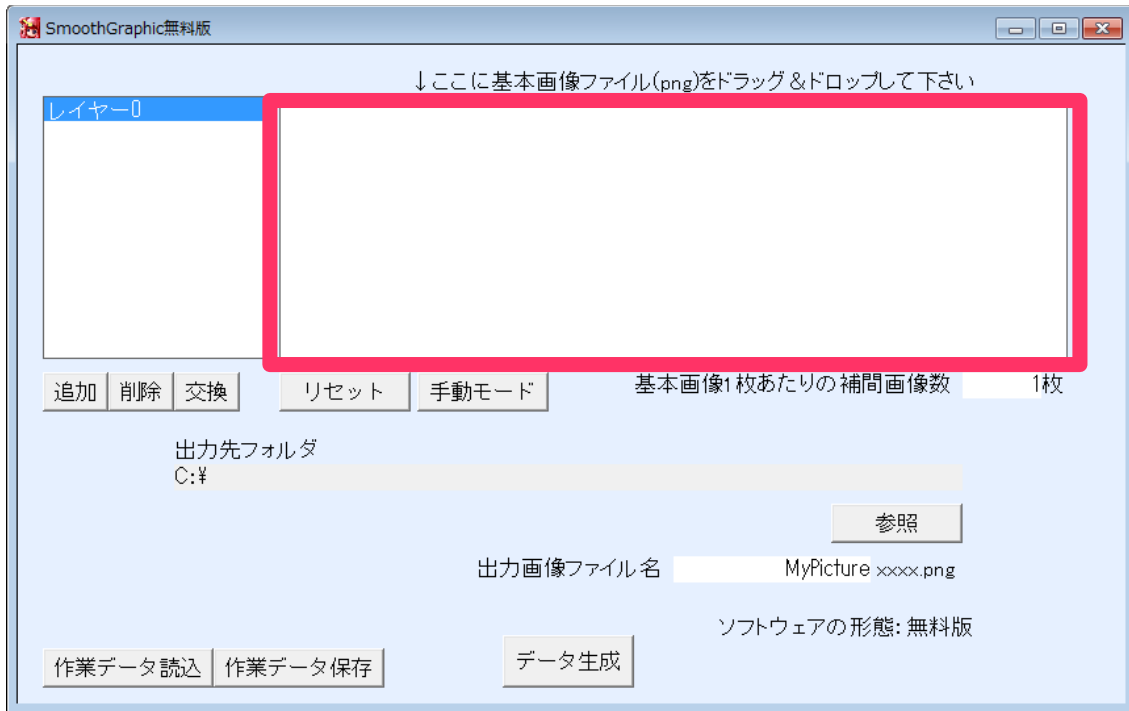 SmoothGraphic無料版
↓ここに基本画像ファイル(png)をドラッグ&ドロップして下さい
レイヤー0
追加 削除 交換 リセット 手動モード 基本画像1枚あたりの補間画像数 1枚
出力先フォルダ
C:¥
参照
出力画像ファイル名 MyPicture xxxx.png
ソフトウェアの形態: 無料版
作業データ読込 作業データ保存 データ生成